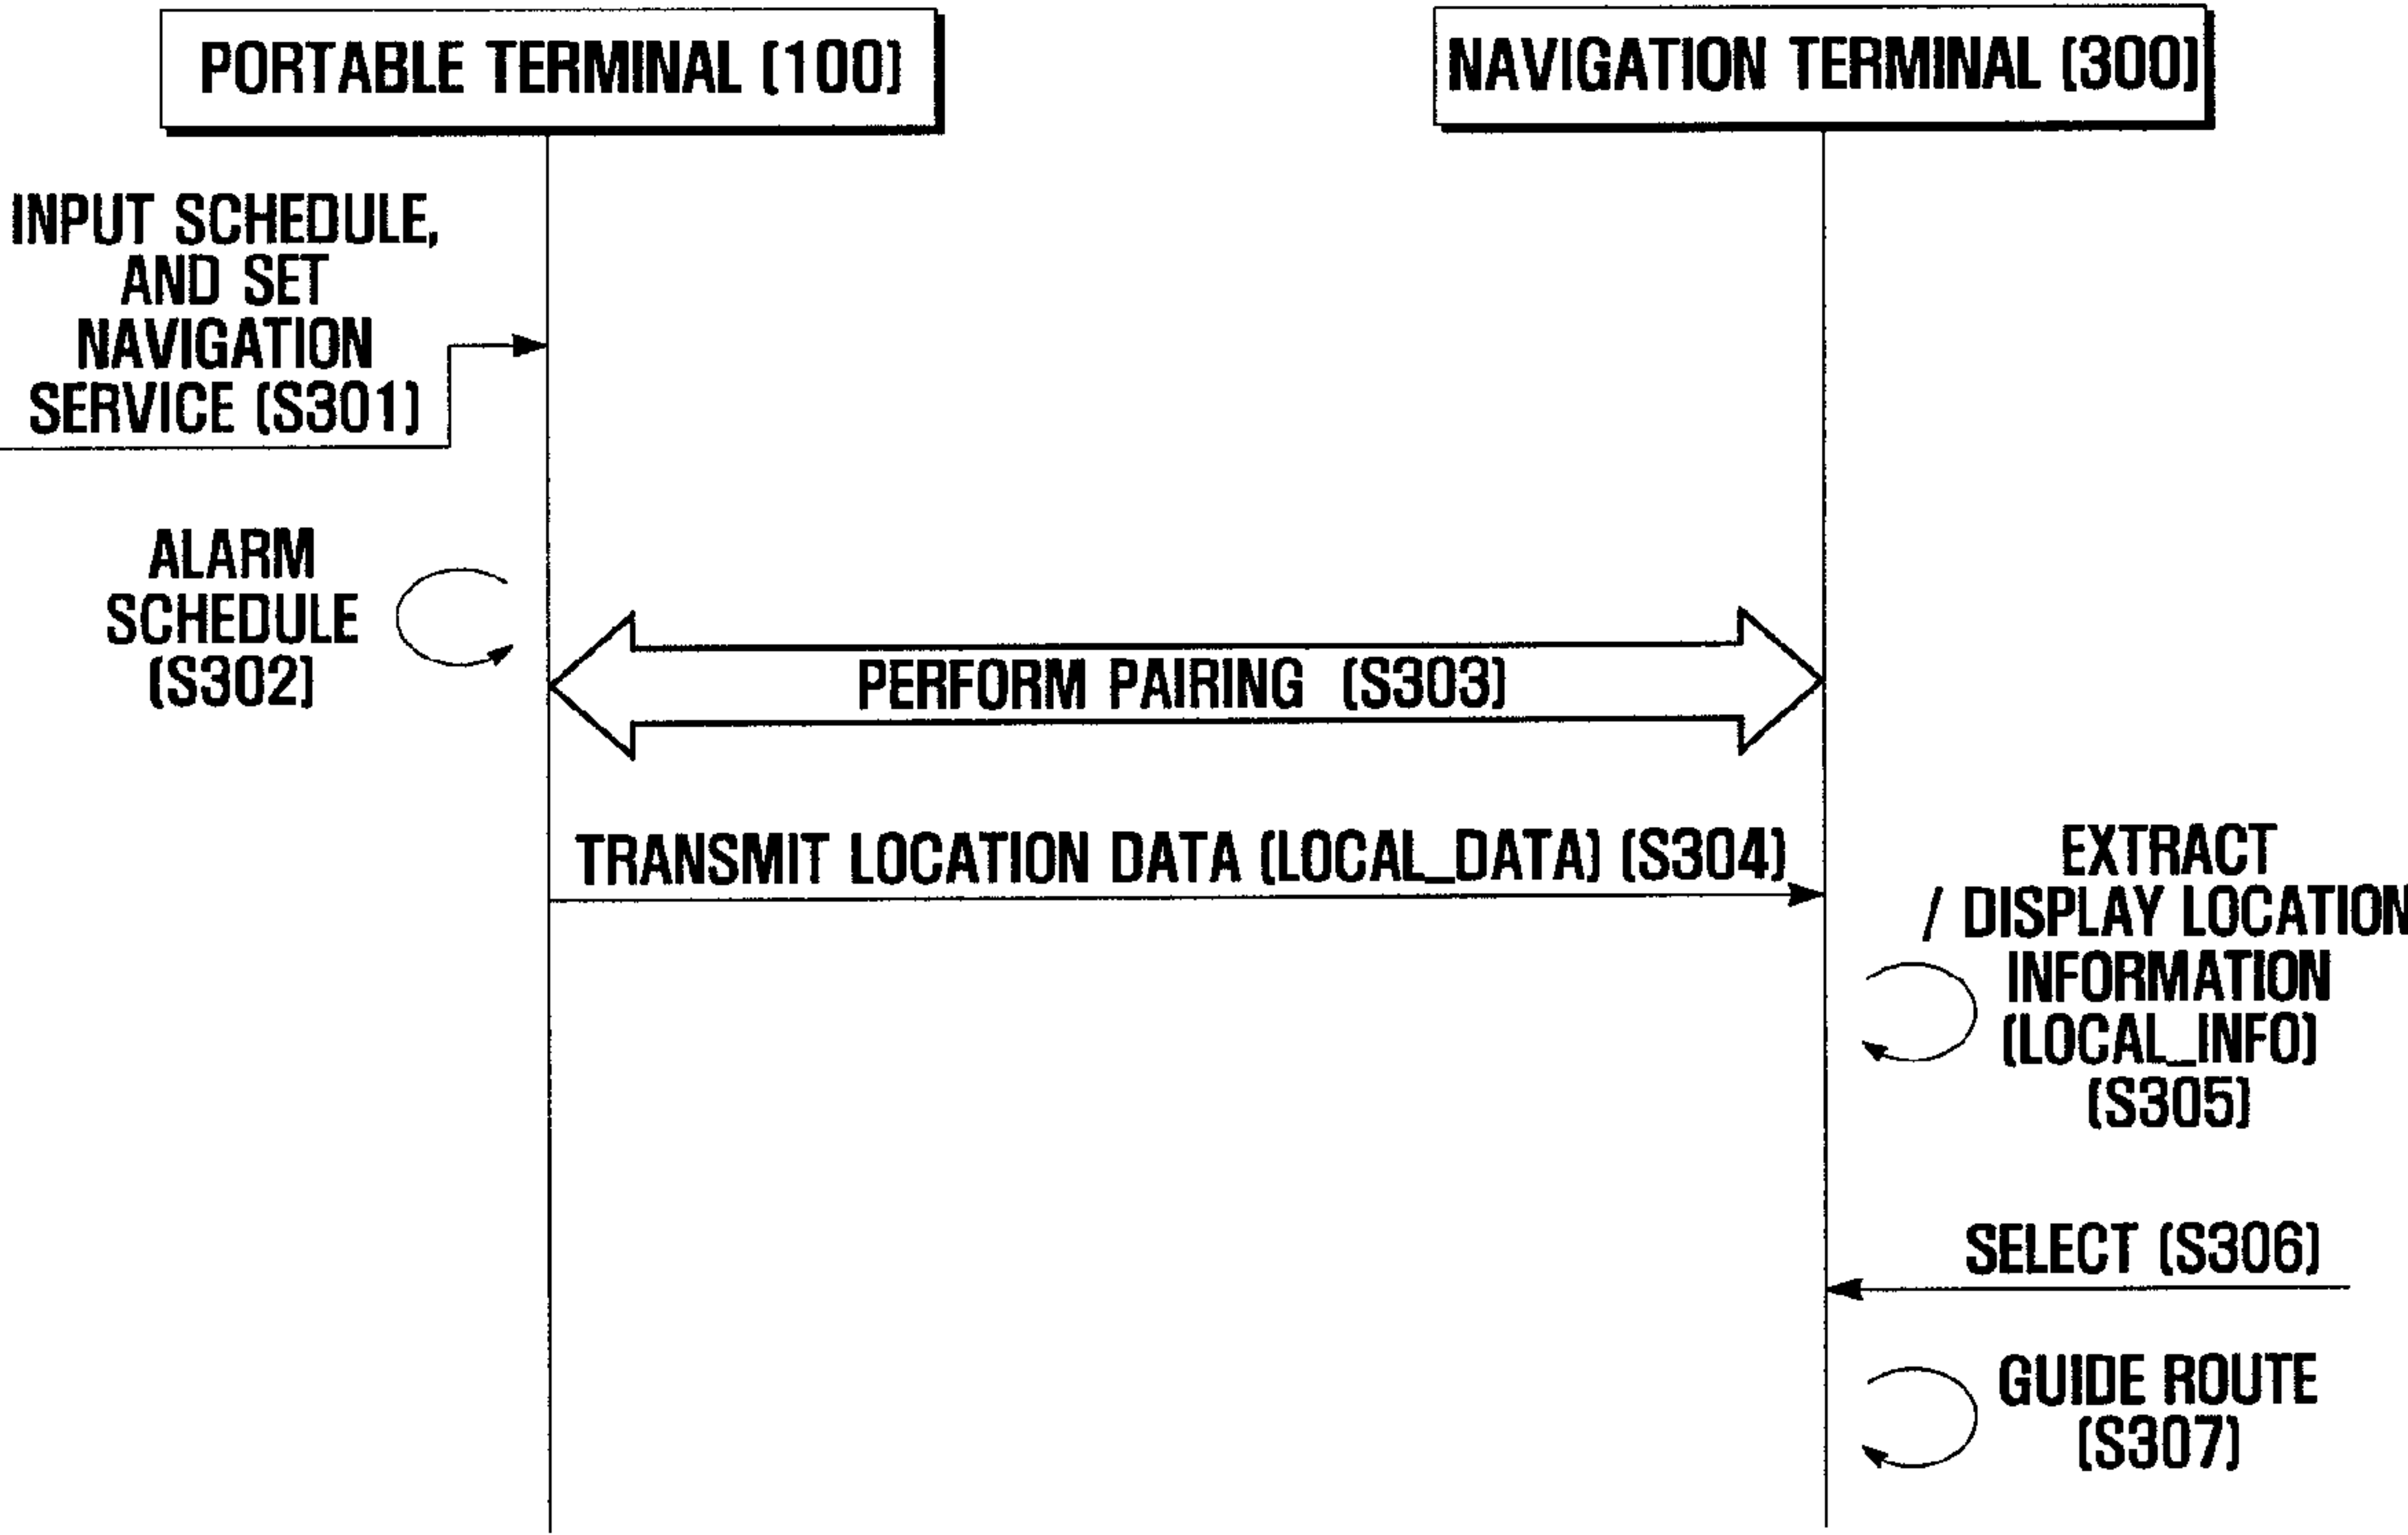 PORTABLE TERMINAL (100)
NAVIGATION TERMINAL (300)
INPUT SCHEDULE,
AND SET
NAVIGATION
SERVICE (S301)
ALARM
SCHEDULE
(S302)
PERFORM PAIRING (S303)
TRANSMIT LOCATION DATA (LOCAL_DATA) (S304)
EXTRACT
/ DISPLAY LOCATION
INFORMATION
(LOCAL_INFO)
(S305)
SELECT (S306)
GUIDE ROUTE
(S307)